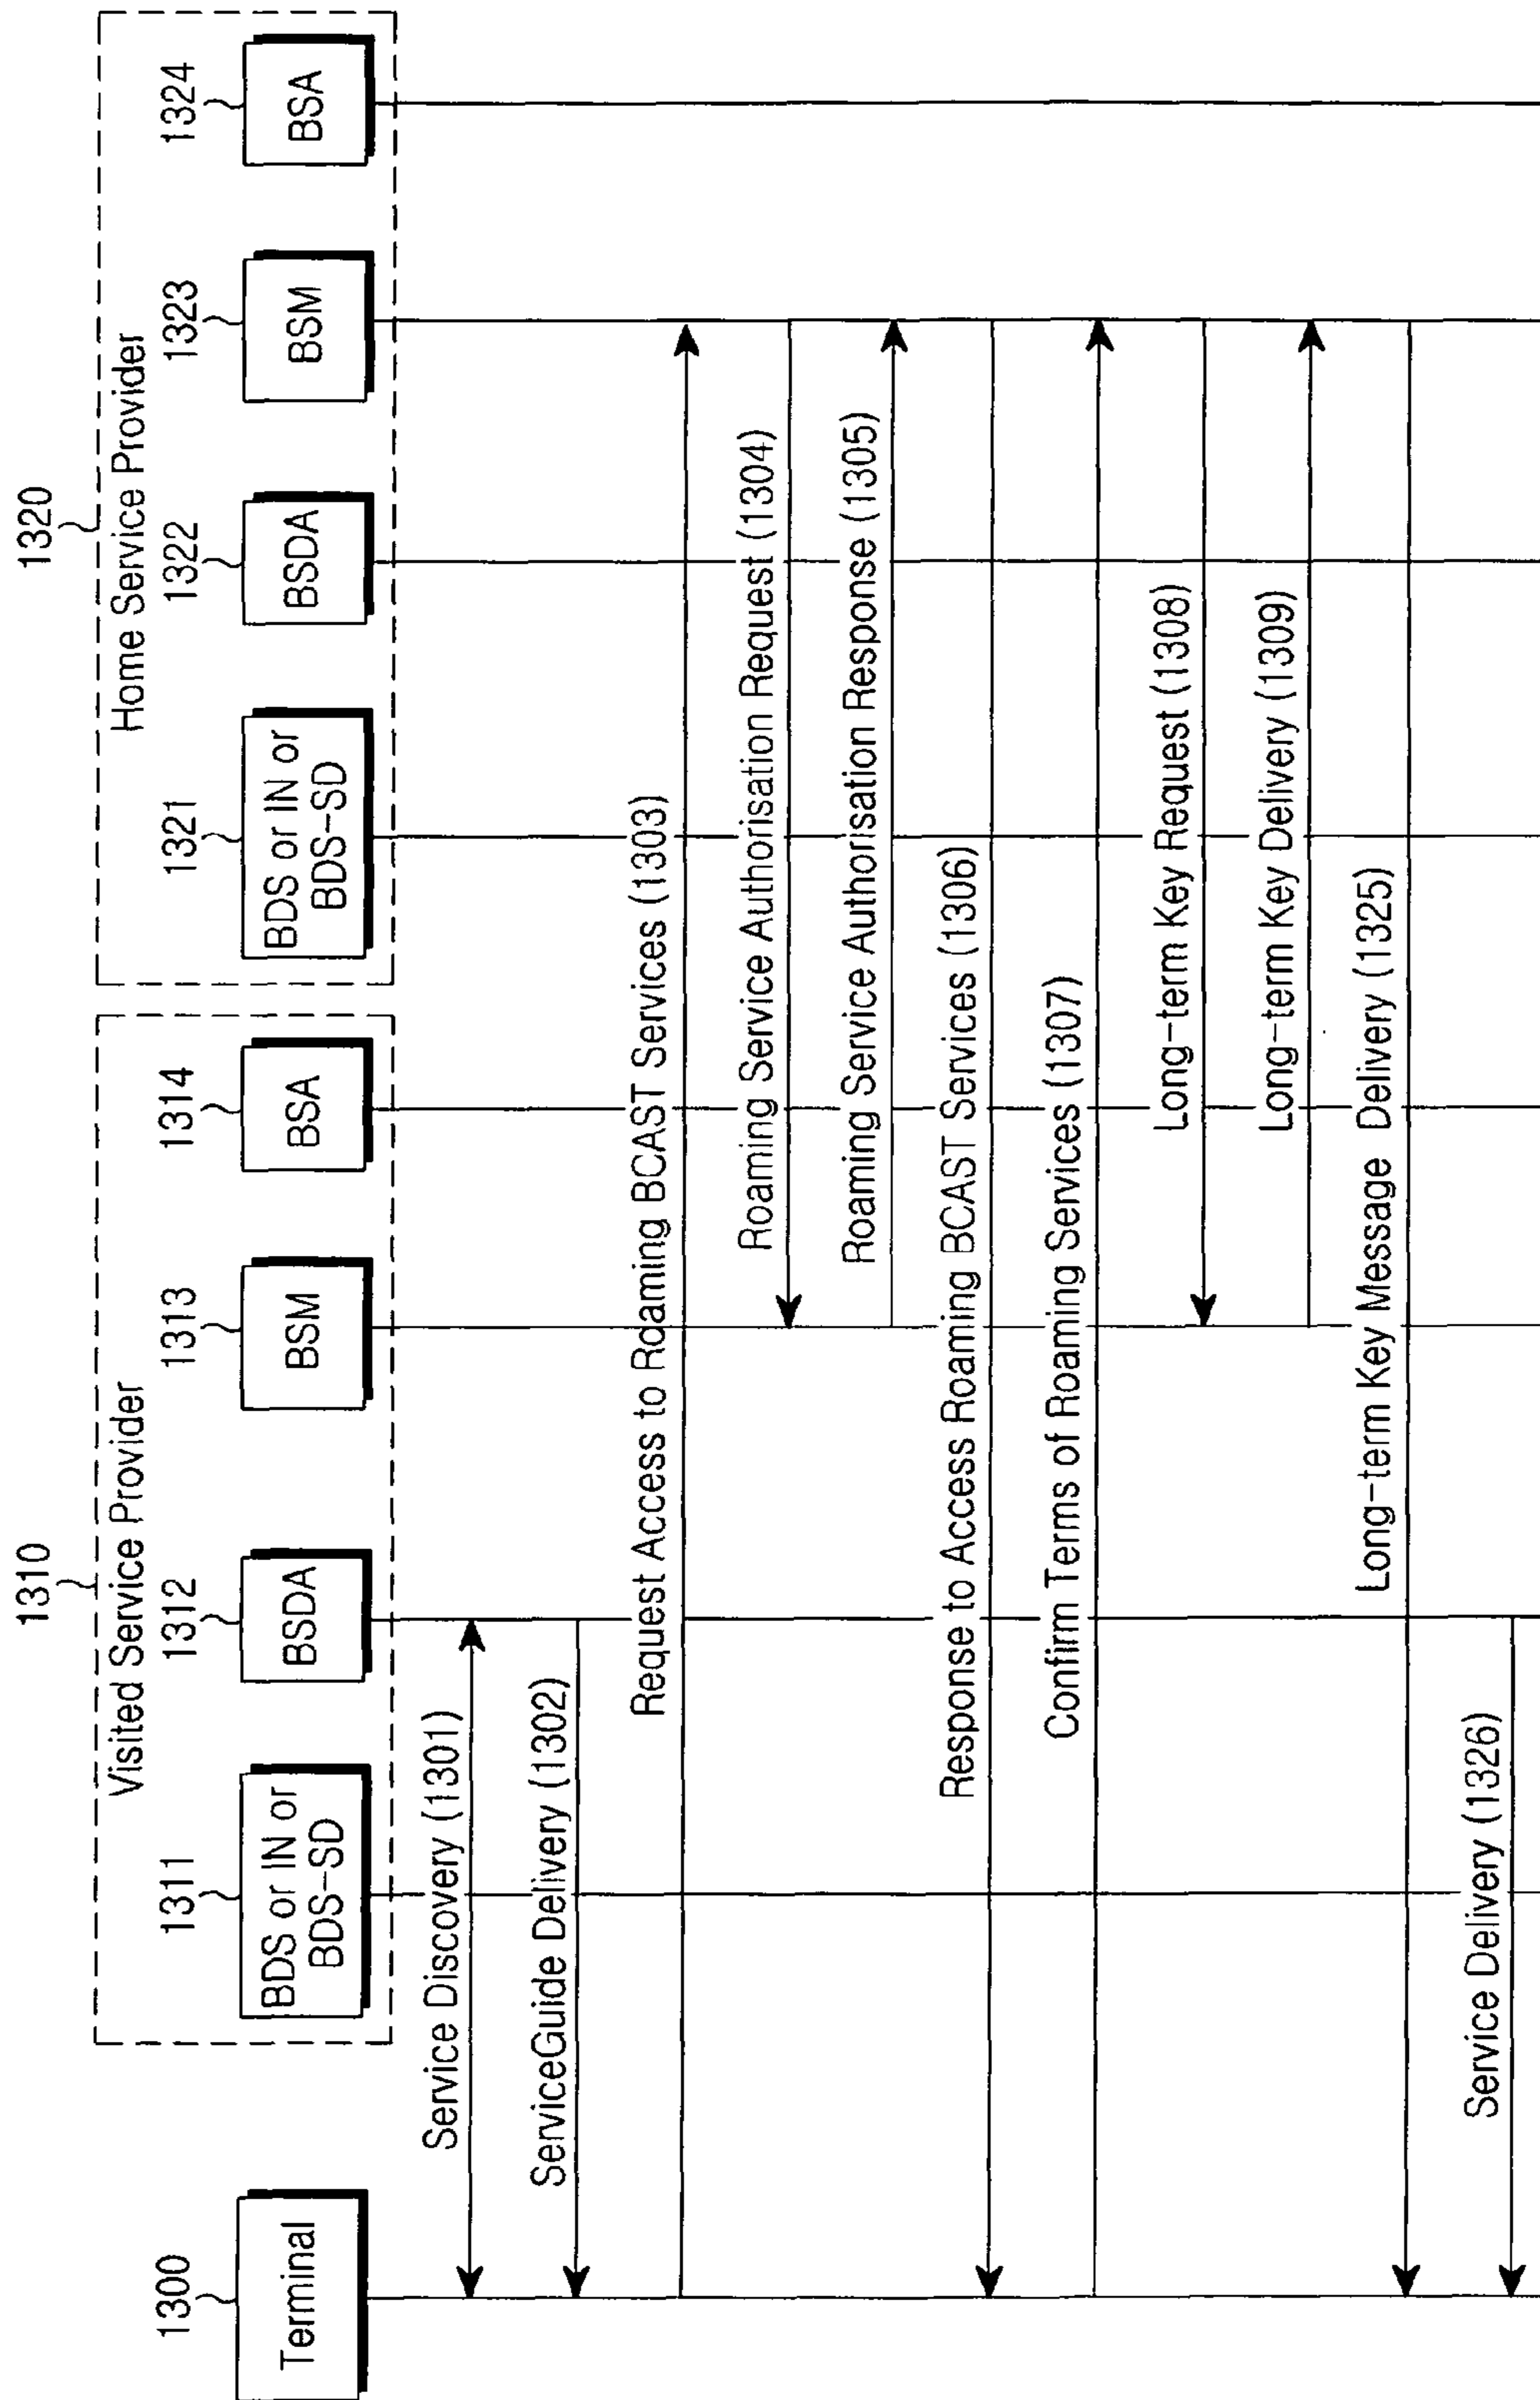 1310
1320
Visited Service Provider
Home Service Provider
1300
1311
1312
1313
1314
1321
1322
1323
1324
Terminal
BDS or IN or
BDS-SD
BSDA
BSM
BSA
BDS or IN or
BDS-SD
BSDA
BSM
BSA
Service Discovery (1301)
ServiceGuide Delivery (1302)
Request Access to Roaming BCAST Services (1303)
Roaming Service Authorisation Request (1304)
Roaming Service Authorisation Response (1305)
Response to Access Roaming BCAST Services (1306)
Confirm Terms of Roaming Services (1307)
Long-term Key Request (1308)
Long-term Key Delivery (1309)
Long-term Key Message Delivery (1325)
Service Delivery (1326)